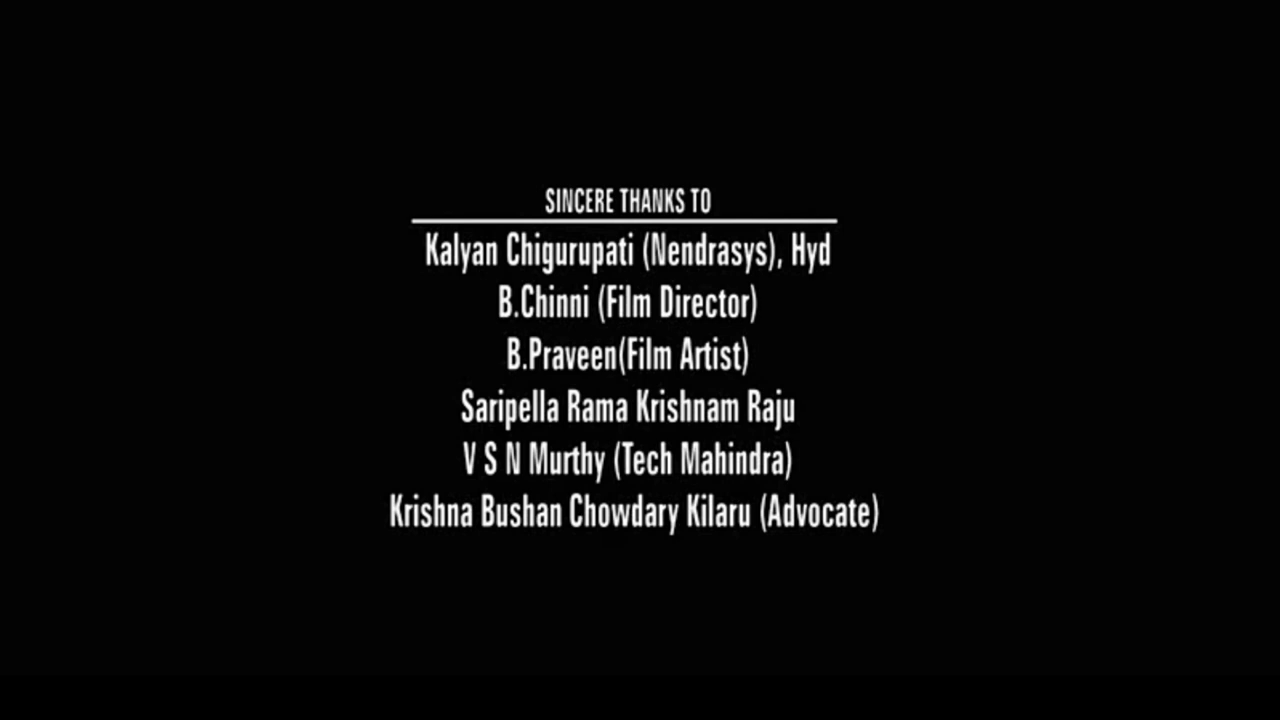 SINCERE THANKS TO
Kalyan Chigurupati (Nendrasys), Hyd
B.Chinni (Film Director)
B.Praveen(Film Artist)
Saripella Rama Krishnam Raju
V S N Murthy (Tech Mahindra)
Krishna Bushan Chowdary Kilaru (Advocate)